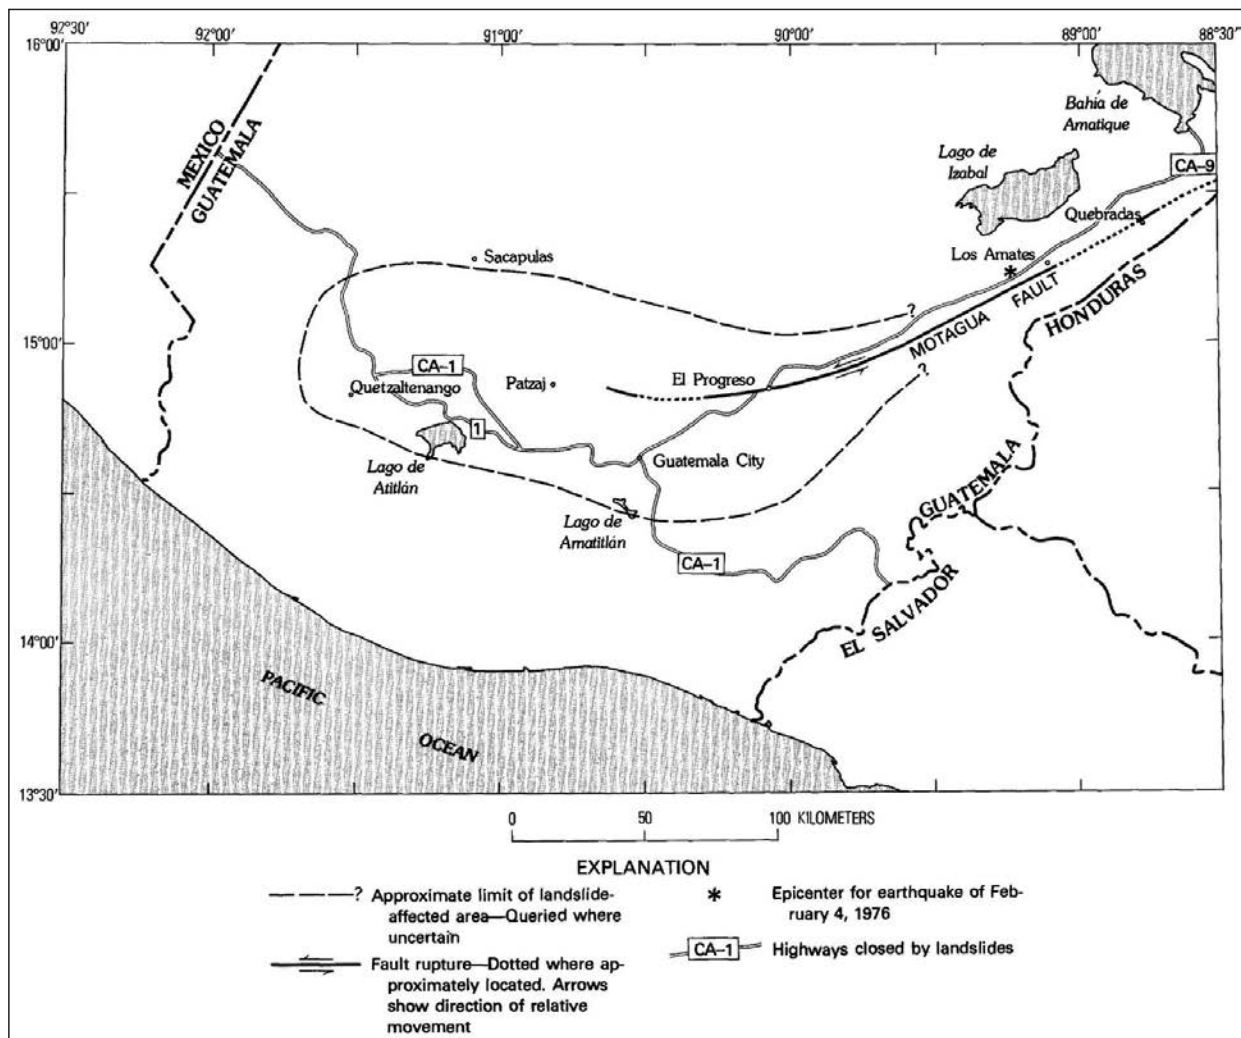 92°30'
92°00'
91°00'
90°00'
89°00'
88°30'
16°00'
Bahía de
Amatique
MEXICO
GUATEMALA
Lago de
Izabal
CA-9
Quebradas
Sacapulas
Los Amates
?
MOTAGUA FAULT
HONDURAS
15°00'
CA-1
Quetzaltenango
Patzaj
El Progreso
?
1
Lago de
Atitlán
Guatemala City
GUATEMALA
Lago de
Amatitlán
CA-1
EL SALVADOR
14°00'
PACIFIC
OCEAN
13°30'
0 50 100 KILOMETERS
EXPLANATION
? Approximate limit of landslide-
affected area—Queried where
uncertain
Fault rupture—Dotted where ap-
proximately located. Arrows
show direction of relative
movement
* Epicenter for earthquake of Feb-
ruary 4, 1976
CA-1 Highways closed by landslides